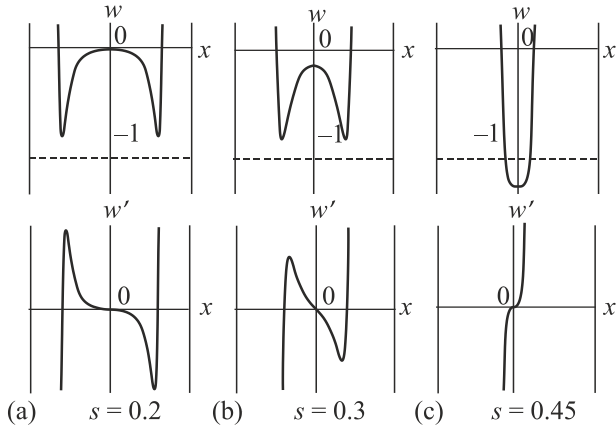 w w w
0 x 0 x 0 x
–1 –1 –1
w′ w′ w′
0 x 0 x 0 x
(a) s = 0.2 (b) s = 0.3 (c) s = 0.45